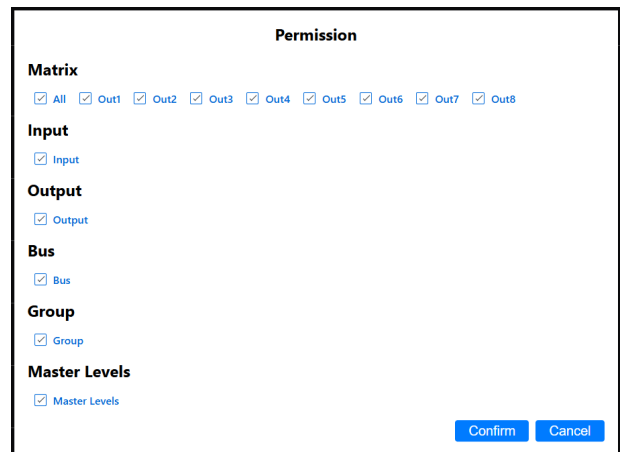 Permission
Matrix
All Out1 Out2 Out3 Out4 Out5 Out6 Out7 Out8
Input
Input
Output
Output
Bus
Bus
Group
Group
Master Levels
Master Levels
Confirm Cancel